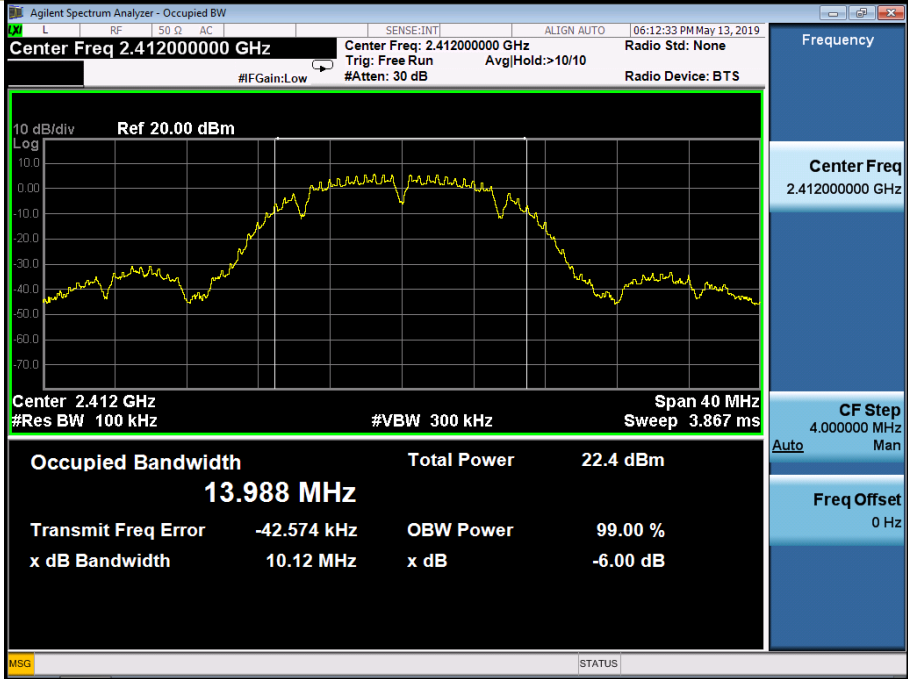 Agilent Spectrum Analyzer - Occupied BW
LXI L RF 50 Ω AC SENSE:INT ALIGN AUTO 06:12:33 PM May 13, 2019
Center Freq 2.412000000 GHz
Center Freq: 2.412000000 GHz Radio Std: None
Trig: Free Run Avg|Hold:>10/10
#IFGain:Low #Atten: 30 dB Radio Device: BTS
10 dB/div Ref 20.00 dBm
Log
10.0
0.00
-10.0
-20.0
-30.0
-40.0
-50.0
-60.0
-70.0
Center 2.412 GHz Span 40 MHz
#Res BW 100 kHz #VBW 300 kHz Sweep 3.867 ms
Occupied Bandwidth Total Power 22.4 dBm
13.988 MHz
Transmit Freq Error -42.574 kHz OBW Power 99.00 %
x dB Bandwidth 10.12 MHz x dB -6.00 dB
MSG STATUS
Frequency
Center Freq
2.412000000 GHz
CF Step
4.000000 MHz
Auto Man
Freq Offset
0 Hz